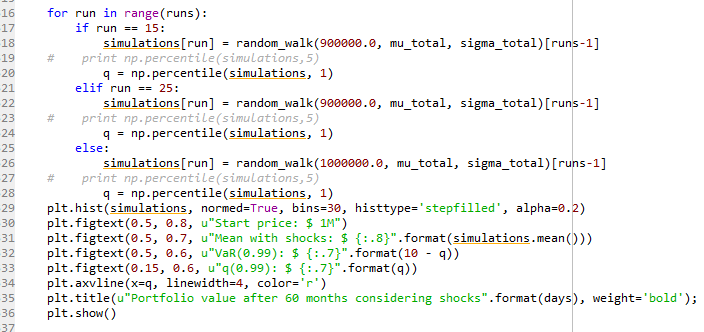 16 for run in range(runs):
17 if run == 15:
18 simulations[run] = random_walk(900000.0, mu_total, sigma_total)[runs-1]
19 # print np.percentile(simulations,5)
20 q = np.percentile(simulations, 1)
21 elif run == 25:
22 simulations[run] = random_walk(900000.0, mu_total, sigma_total)[runs-1]
23 # print np.percentile(simulations,5)
24 q = np.percentile(simulations, 1)
25 else:
26 simulations[run] = random_walk(1000000.0, mu_total, sigma_total)[runs-1]
27 # print np.percentile(simulations,5)
28 q = np.percentile(simulations, 1)
29 plt.hist(simulations, normed=True, bins=30, histtype='stepfilled', alpha=0.2)
30 plt.figtext(0.5, 0.8, u"Start price: $ 1M")
31 plt.figtext(0.5, 0.7, u"Mean with shocks: $ {:.8}".format(simulations.mean()))
32 plt.figtext(0.5, 0.6, u"VaR(0.99): $ {:.7}".format(10 - q))
33 plt.figtext(0.15, 0.6, u"q(0.99): $ {:.7}".format(q))
34 plt.axvline(x=q, linewidth=4, color='r')
35 plt.title(u"Portfolio value after 60 months considering shocks".format(days), weight='bold');
36 plt.show()
37